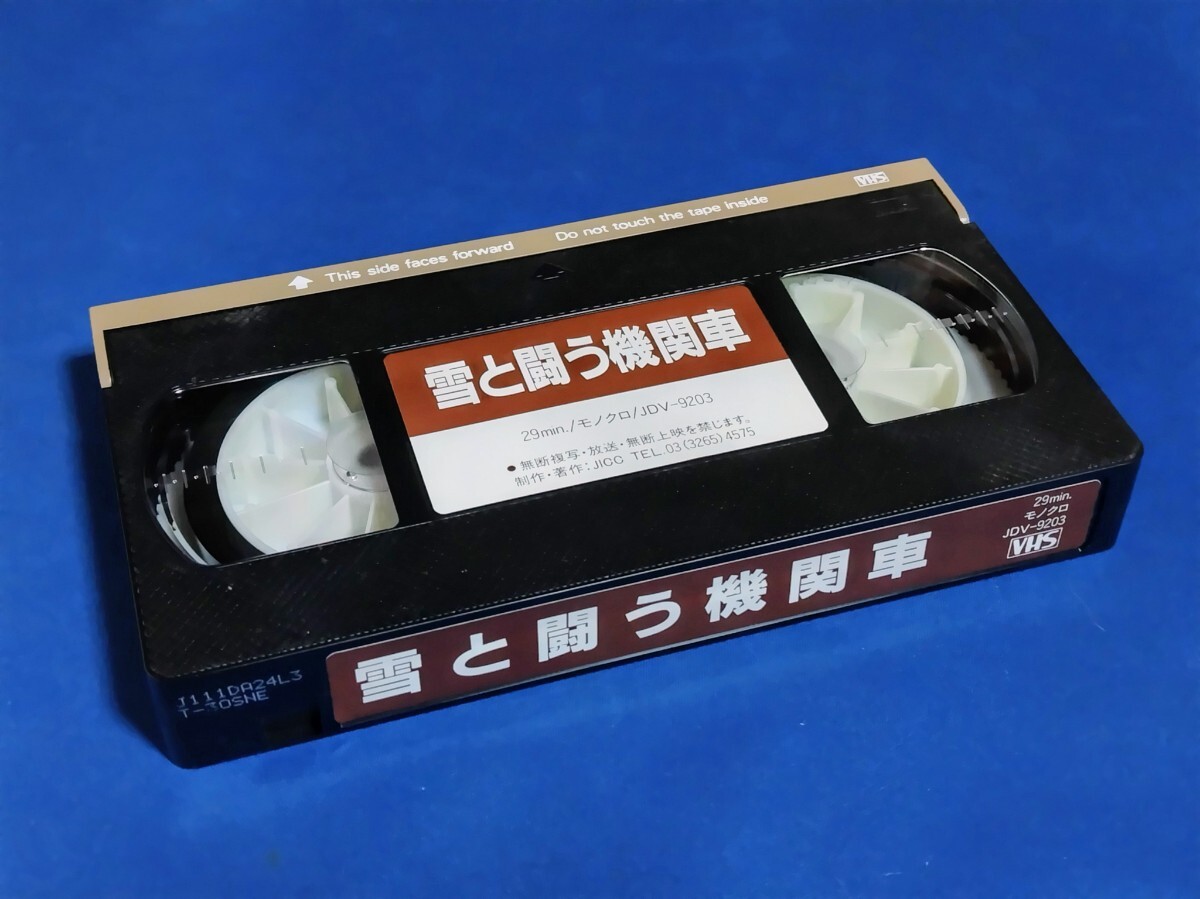 This side faces forward
Do not touch the tape inside
VHS
雪と闘う機関車
29min./モノクロ/JDV-9203
●無断複写・放送・無断上映を禁じます。
制作・著作：JICC TEL.03(3265)4575
雪と闘う機関車
29min.
モノクロ
JDV-9203
VHS
J111DA24L3
T-30SNE